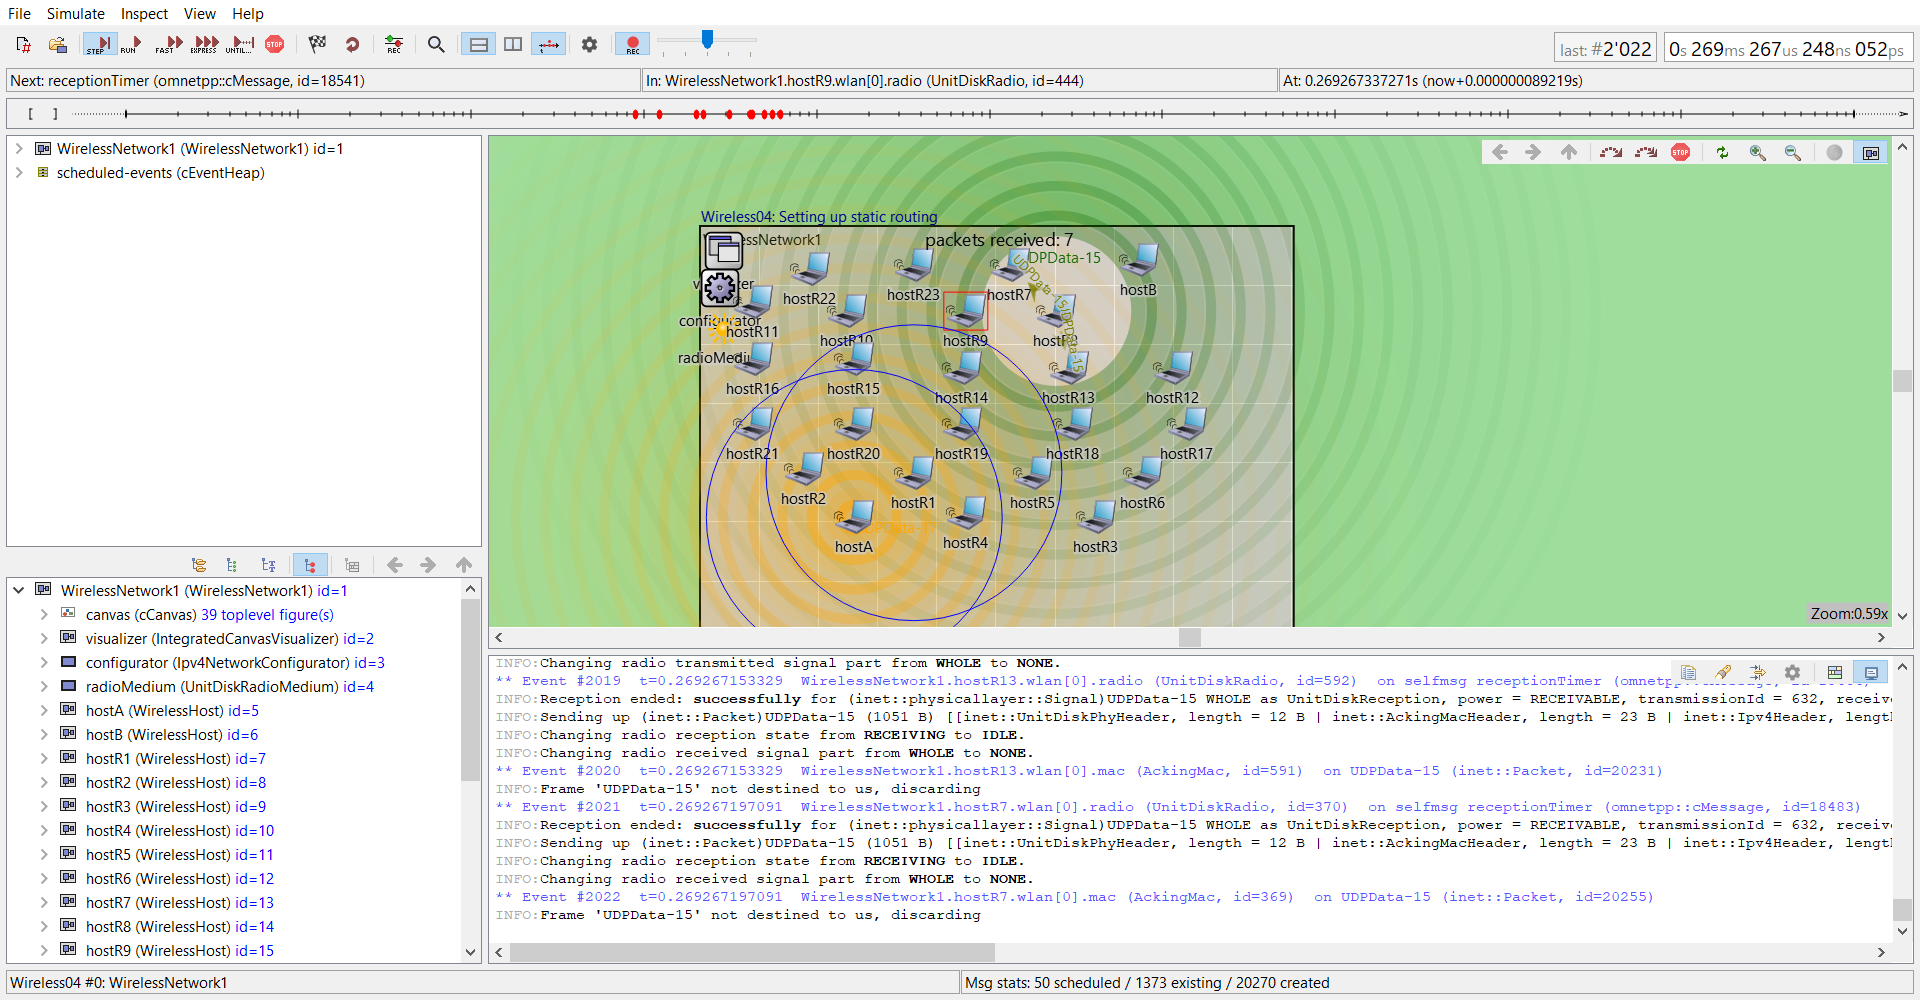 File Simulate Inspect View Help
STEP RUN FAST EXPRESS UNTIL... STOP REC REC
last: #2'022 0s 269ms 267us 248ns 052ps
Next: receptionTimer (omnetpp::cMessage, id=18541) In: WirelessNetwork1.hostR9.wlan[0].radio (UnitDiskRadio, id=444) At: 0.269267337271s (now+0.000000089219s)
[ ]
WirelessNetwork1 (WirelessNetwork1) id=1
scheduled-events (cEventHeap)
STOP
Wireless04: Setting up static routing
packets received: 7
UDPData-15
hostR22
hostR23
hostR7
hostB
configurator
hostR11
hostR10
hostR9
hostR16
hostR15
hostR14
hostR13
hostR12
hostR21
hostR20
hostR19
hostR18
hostR17
hostR2
hostR1
hostR5
hostR6
hostA
hostR4
hostR3
Zoom:0.59x
WirelessNetwork1 (WirelessNetwork1) id=1
canvas (cCanvas) 39 toplevel figure(s)
visualizer (IntegratedCanvasVisualizer) id=2
configurator (Ipv4NetworkConfigurator) id=3
radioMedium (UnitDiskRadioMedium) id=4
hostA (WirelessHost) id=5
hostB (WirelessHost) id=6
hostR1 (WirelessHost) id=7
hostR2 (WirelessHost) id=8
hostR3 (WirelessHost) id=9
hostR4 (WirelessHost) id=10
hostR5 (WirelessHost) id=11
hostR6 (WirelessHost) id=12
hostR7 (WirelessHost) id=13
hostR8 (WirelessHost) id=14
hostR9 (WirelessHost) id=15
INFO:Changing radio transmitted signal part from WHOLE to NONE.
** Event #2019 t=0.269267153329 WirelessNetwork1.hostR13.wlan[0].radio (UnitDiskRadio, id=592) on selfmsg receptionTimer
INFO:Reception ended: successfully for (inet::physicallayer::Signal)UDPData-15 WHOLE as UnitDiskReception, power = RECEIVABLE, transmissionId = 632, receive
INFO:Sending up (inet::Packet)UDPData-15 (1051 B) [[inet::UnitDiskPhyHeader, length = 12 B | inet::AckingMacHeader, length = 23 B | inet::Ipv4Header, lengt
INFO:Changing radio reception state from RECEIVING to IDLE.
INFO:Changing radio received signal part from WHOLE to NONE.
** Event #2020 t=0.269267153329 WirelessNetwork1.hostR13.wlan[0].mac (AckingMac, id=591) on UDPData-15 (inet::Packet, id=20231)
INFO:Frame 'UDPData-15' not destined to us, discarding
** Event #2021 t=0.269267197091 WirelessNetwork1.hostR7.wlan[0].radio (UnitDiskRadio, id=370) on selfmsg receptionTimer (omnetpp::cMessage, id=18483)
INFO:Reception ended: successfully for (inet::physicallayer::Signal)UDPData-15 WHOLE as UnitDiskReception, power = RECEIVABLE, transmissionId = 632, receive
INFO:Sending up (inet::Packet)UDPData-15 (1051 B) [[inet::UnitDiskPhyHeader, length = 12 B | inet::AckingMacHeader, length = 23 B | inet::Ipv4Header, lengt
INFO:Changing radio reception state from RECEIVING to IDLE.
INFO:Changing radio received signal part from WHOLE to NONE.
** Event #2022 t=0.269267197091 WirelessNetwork1.hostR7.wlan[0].mac (AckingMac, id=369) on UDPData-15 (inet::Packet, id=20255)
INFO:Frame 'UDPData-15' not destined to us, discarding
Wireless04 #0: WirelessNetwork1 Msg stats: 50 scheduled / 1373 existing / 20270 created